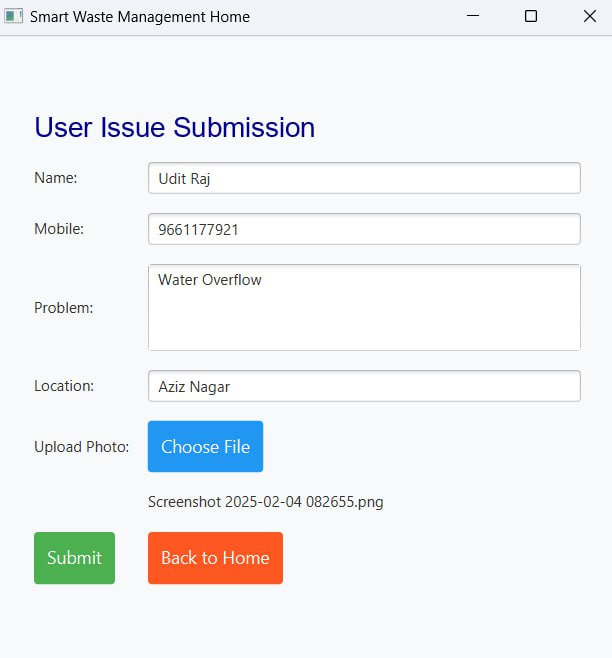 Smart Waste Management Home
User Issue Submission
Name: Udit Raj
Mobile: 9661177921
Problem: Water Overflow
Location: Aziz Nagar
Upload Photo: Choose File
Screenshot 2025-02-04 082655.png
Submit Back to Home